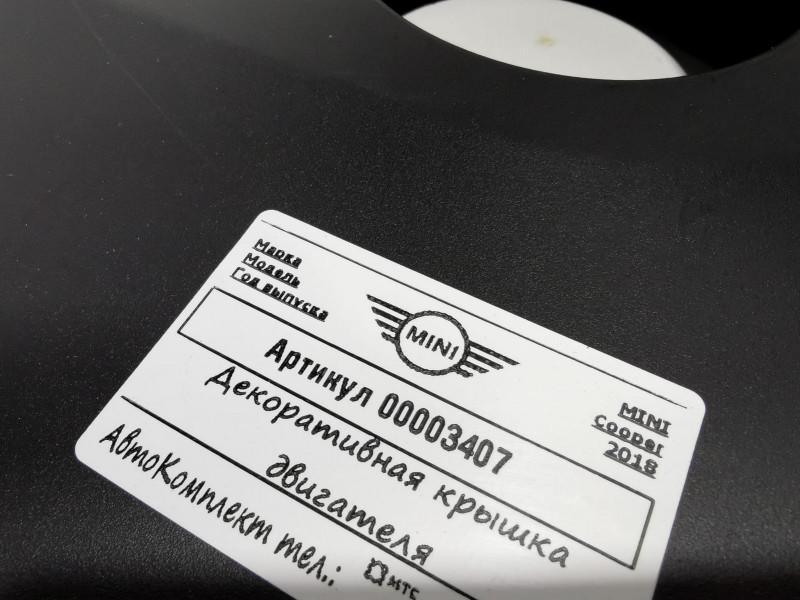 Марка
Модель
Год выпуска
MINI
MINI
Cooper
2018
Артикул 00003407
Декоративная крышка
двигателя
АвтоКомплект тел.:
МТС